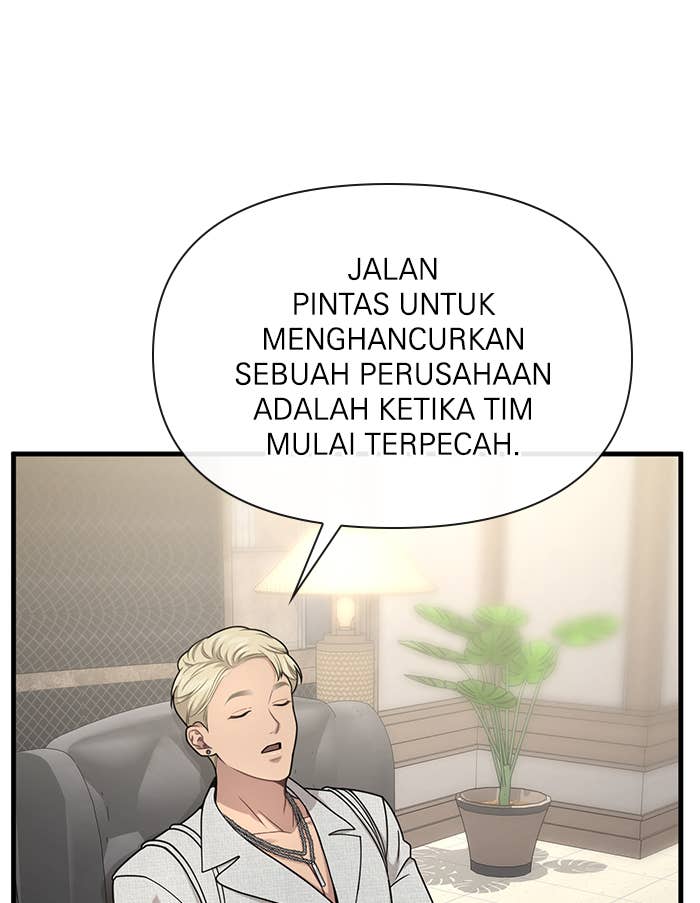 JALAN
PINTAS UNTUK
MENGHANCURKAN
SEBUAH PERUSAHAAN
ADALAH KETIKA TIM
MULAI TERPECAH.